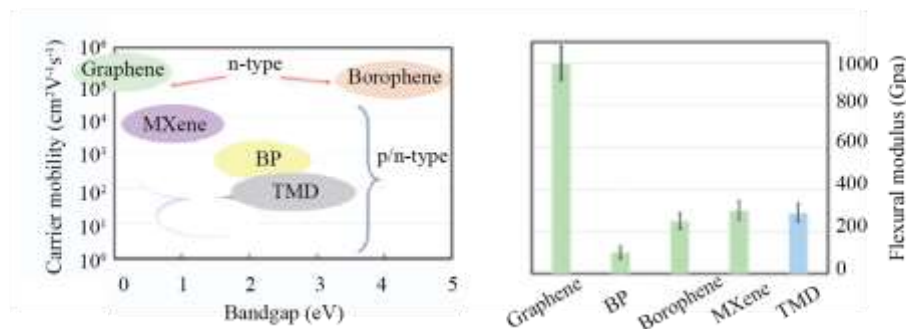 Carrier mobility (cm²V⁻¹s⁻¹)
10⁶
10⁵
10⁴
10³
10²
10¹
10⁰
Graphene
n-type
Borophene
MXene
BP
p/n-type
TMD
0 1 2 3 4 5
Bandgap (eV)
1000
800
600
400
200
0
Flexural modulus (Gpa)
Graphene
BP
Borophene
MXene
TMD